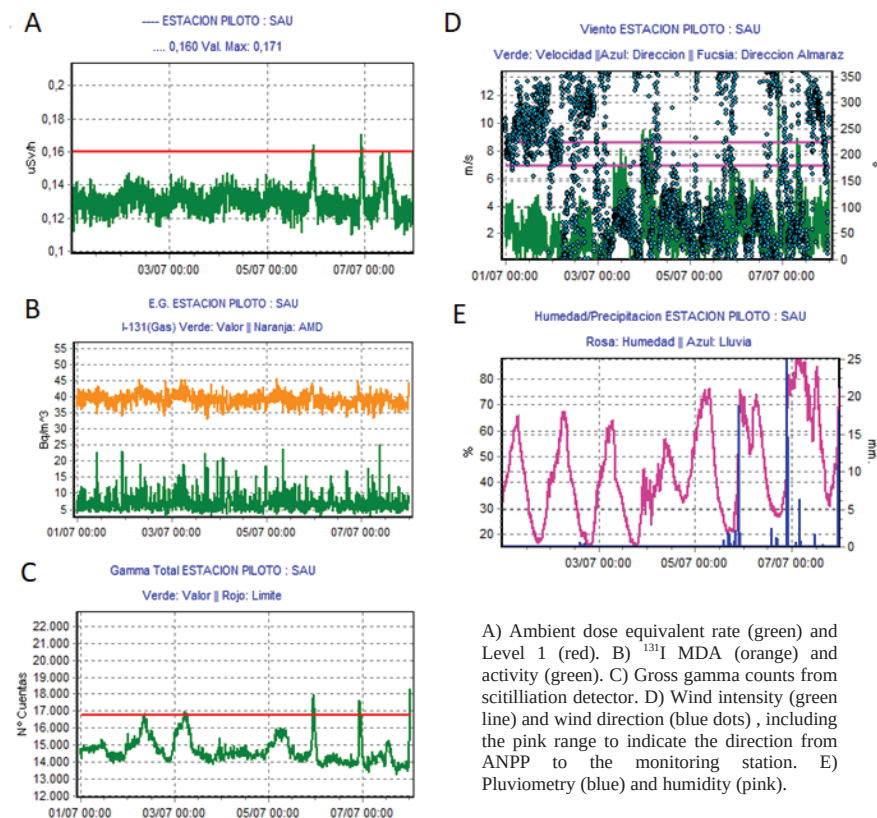 A
---- ESTACION PILOTO : SAU
.... 0,160 Val. Max: 0,171
0,2
0,18
0,16
0,14
0,12
0,1
uSv/h
03/07 00:00 05/07 00:00 07/07 00:00
B
E.G. ESTACION PILOTO : SAU
I-131(Gas) Verde: Valor || Naranja: AMD
55
50
45
40
35
30
25
20
15
10
5
Bq/m^3
01/07 00:00 03/07 00:00 05/07 00:00 07/07 00:00
C
Gamma Total ESTACION PILOTO : SAU
Verde: Valor || Rojo: Limite
22.000
21.000
20.000
19.000
18.000
17.000
16.000
15.000
14.000
13.000
12.000
Nº Cuentas
01/07 00:00 03/07 00:00 05/07 00:00 07/07 00:00
D
Viento ESTACION PILOTO : SAU
Verde: Velocidad ||Azul: Direccion || Fucsia: Direccion Almaraz
12
10
8
6
4
2
m/s
350
300
250
200
150
100
50
0
º
01/07 00:00 03/07 00:00 05/07 00:00 07/07 00:00
E
Humedad/Precipitacion ESTACION PILOTO : SAU
Rosa: Humedad || Azul: Lluvia
80
70
60
50
40
30
20
%
25
20
15
10
5
0
mm.
03/07 00:00 05/07 00:00 07/07 00:00
A) Ambient dose equivalent rate (green) and
Level 1 (red). B) ¹³¹I MDA (orange) and
activity (green). C) Gross gamma counts from
scitilliation detector. D) Wind intensity (green
line) and wind direction (blue dots) , including
the pink range to indicate the direction from
ANPP to the monitoring station. E)
Pluviometry (blue) and humidity (pink).